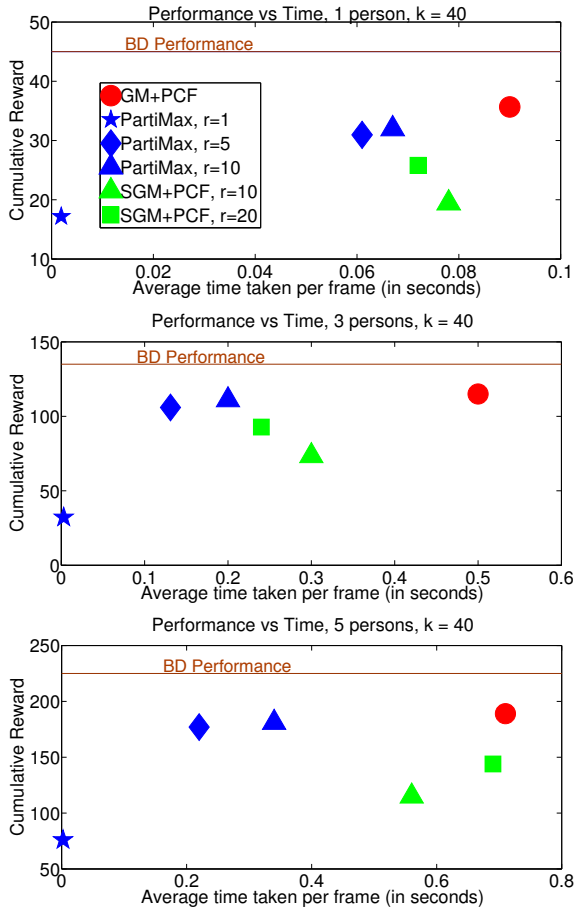 Performance vs Time, 1 person, k = 40
50
40
30
20
10
Cumulative Reward
BD Performance
GM+PCF
PartiMax, r=1
PartiMax, r=5
PartiMax, r=10
SGM+PCF, r=10
SGM+PCF, r=20
0
0.02
0.04
0.06
0.08
0.1
Average time taken per frame (in seconds)
Performance vs Time, 3 persons, k = 40
150
100
50
0
Cumulative Reward
BD Performance
0
0.1
0.2
0.3
0.4
0.5
0.6
Average time taken per frame (in seconds)
Performance vs Time, 5 persons, k = 40
250
200
150
100
50
Cumulative Reward
BD Performance
0
0.2
0.4
0.6
0.8
Average time taken per frame (in seconds)